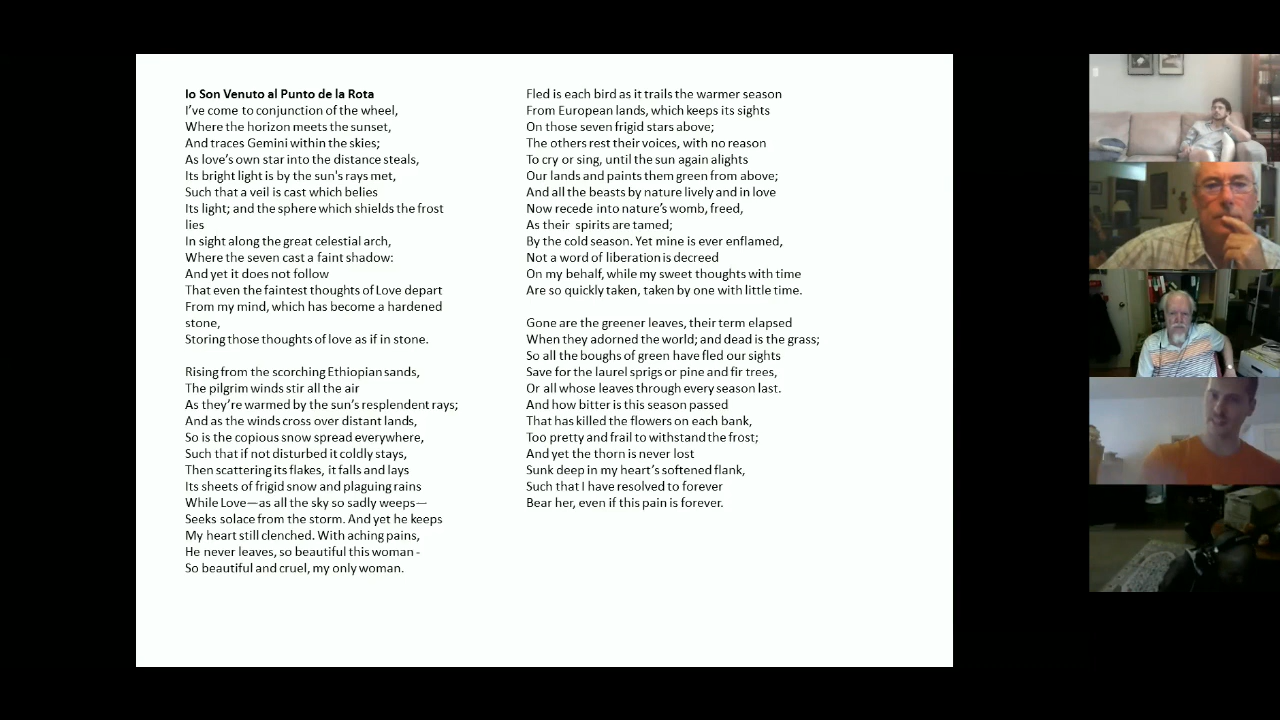 Io Son Venuto al Punto de la Rota
I've come to conjunction of the wheel,
Where the horizon meets the sunset,
And traces Gemini within the skies;
As love's own star into the distance steals,
Its bright light is by the sun's rays met,
Such that a veil is cast which belies
Its light; and the sphere which shields the frost
lies
In sight along the great celestial arch,
Where the seven cast a faint shadow:
And yet it does not follow
That even the faintest thoughts of Love depart
From my mind, which has become a hardened
stone,
Storing those thoughts of love as if in stone.
Rising from the scorching Ethiopian sands,
The pilgrim winds stir all the air
As they're warmed by the sun's resplendent rays;
And as the winds cross over distant lands,
So is the copious snow spread everywhere,
Such that if not disturbed it coldly stays,
Then scattering its flakes, it falls and lays
Its sheets of frigid snow and plaguing rains
While Love—as all the sky so sadly weeps—
Seeks solace from the storm. And yet he keeps
My heart still clenched. With aching pains,
He never leaves, so beautiful this woman -
So beautiful and cruel, my only woman.
Fled is each bird as it trails the warmer season
From European lands, which keeps its sights
On those seven frigid stars above;
The others rest their voices, with no reason
To cry or sing, until the sun again alights
Our lands and paints them green from above;
And all the beasts by nature lively and in love
Now recede into nature's womb, freed,
As their spirits are tamed;
By the cold season. Yet mine is ever enflamed,
Not a word of liberation is decreed
On my behalf, while my sweet thoughts with time
Are so quickly taken, taken by one with little time.
Gone are the greener leaves, their term elapsed
When they adorned the world; and dead is the grass;
So all the boughs of green have fled our sights
Save for the laurel sprigs or pine and fir trees,
Or all whose leaves through every season last.
And how bitter is this season passed
That has killed the flowers on each bank,
Too pretty and frail to withstand the frost;
And yet the thorn is never lost
Sunk deep in my heart's softened flank,
Such that I have resolved to forever
Bear her, even if this pain is forever.